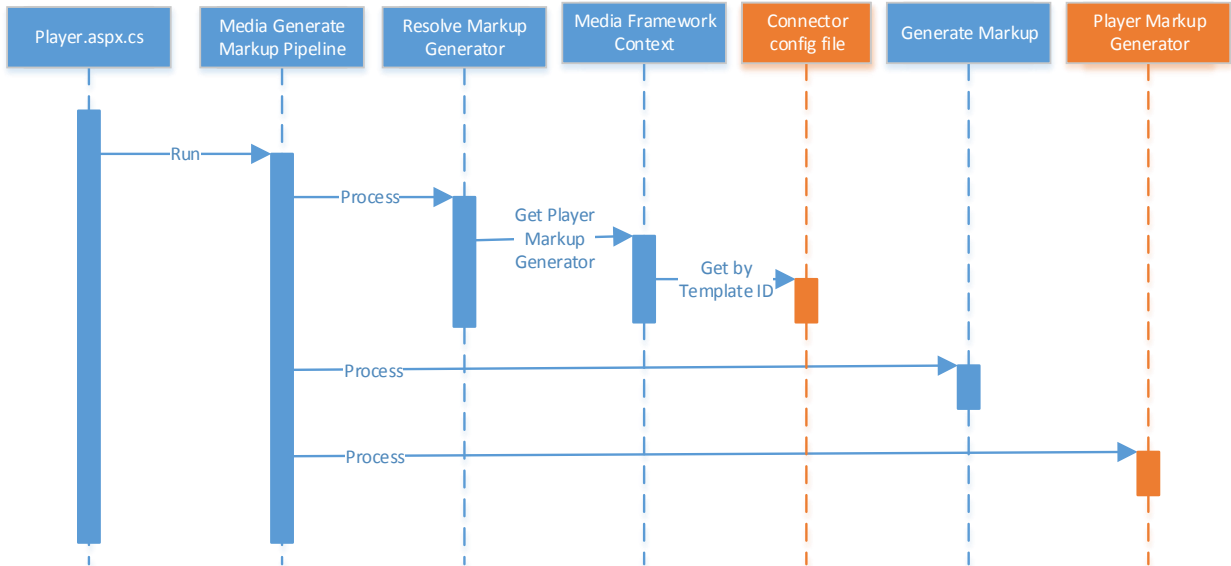 Player.aspx.cs
Media Generate
Markup Pipeline
Resolve Markup
Generator
Media Framework
Context
Connector
config file
Generate Markup
Player Markup
Generator
Run
Process
Get Player
Markup
Generator
Get by
Template ID
Process
Process